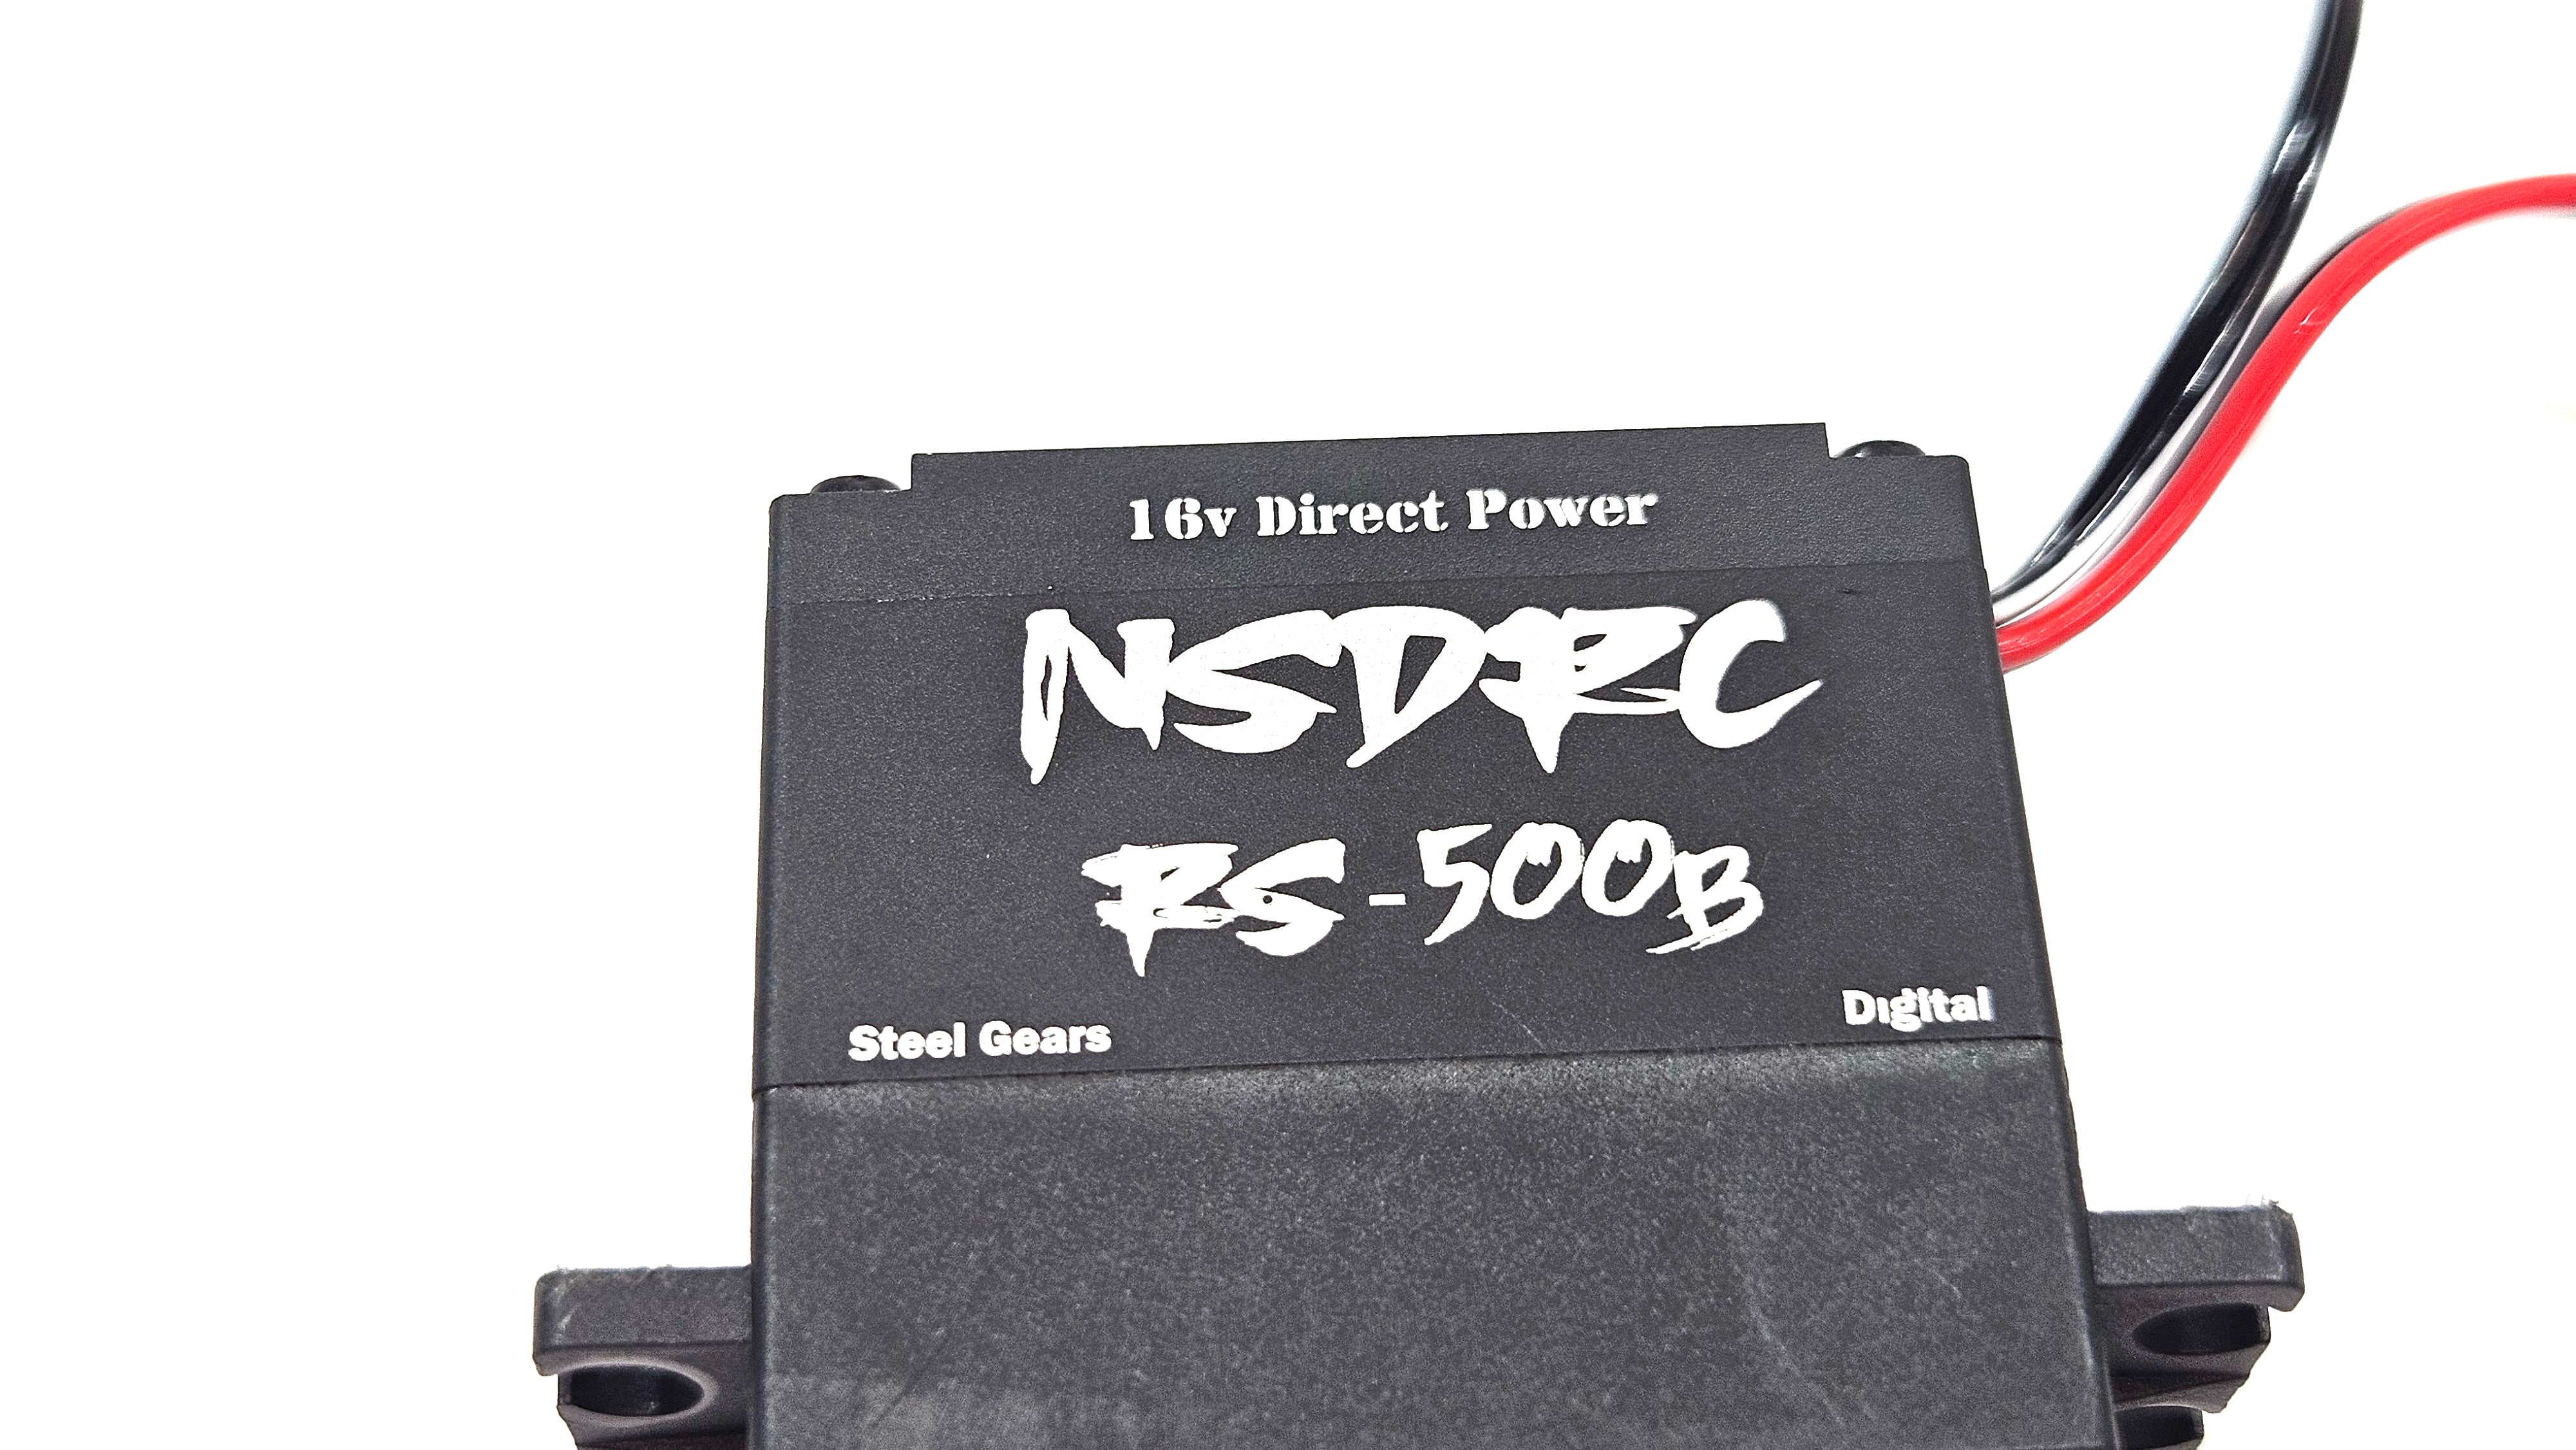 16v Direct Power
NSDRC
RS-500B
Steel Gears
Digital